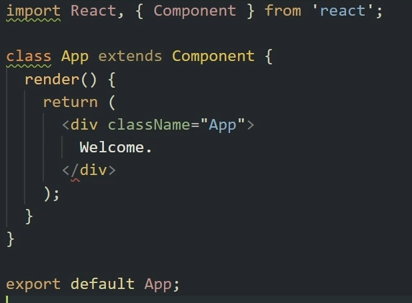 import React, { Component } from 'react';

class App extends Component {
  render() {
    return (
      <div className="App">
        Welcome.
      </div>
    );
  }
}

export default App;